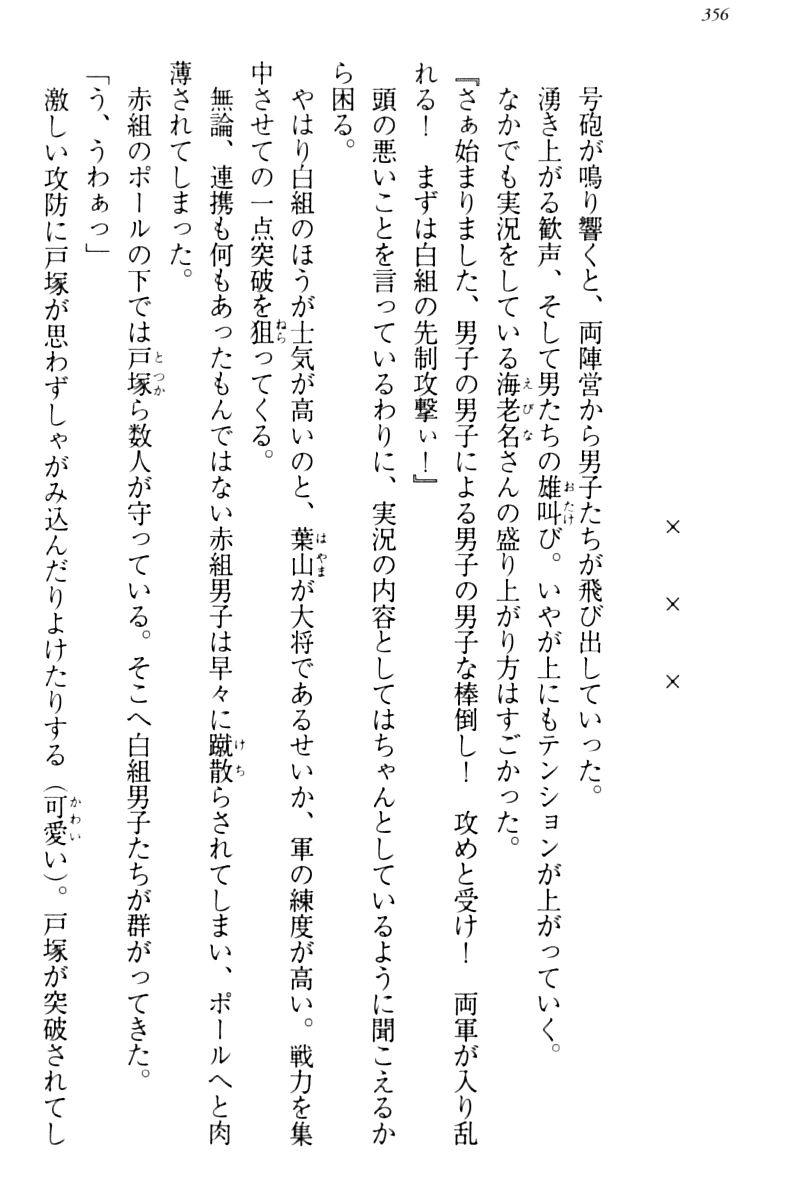 356
× × ×
号砲が鳴り響くと、両陣営から男子たちが飛び出していった。
湧き上がる歓声、そして男たちの雄叫び。いやが上にもテンションが上がっていく。
なかでも実況をしている海老名さんの盛り上がり方はすごかった。
『さぁ始まりました、男子の男子による男子の男子な棒倒し！　攻めと受け！　両軍が入り乱
れる！　まずは白組の先制攻撃ぃ！』
頭の悪いことを言っているわりに、実況の内容としてはちゃんとしているように聞こえるか
ら困る。
やはり白組のほうが士気が高いのと、葉山が大将であるせいか、軍の練度が高い。戦力を集
中させての一点突破を狙ってくる。
無論、連携も何もあったもんではない赤組男子は早々に蹴散らされてしまい、ポールへと肉
薄されてしまった。
赤組のポールの下では戸塚ら数人が守っている。そこへ白組男子たちが群がってきた。
「う、うわぁっ」
激しい攻防に戸塚が思わずしゃがみ込んだりよけたりする（可愛い）。戸塚が突破されてし